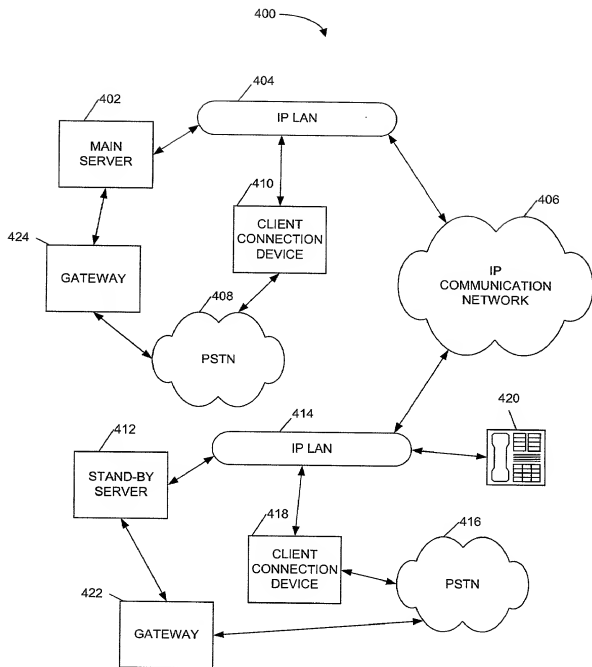 400
404
402
IP LAN
MAIN
SERVER
410
406
CLIENT
CONNECTION
DEVICE
424
GATEWAY
408
IP
COMMUNICATION
NETWORK
PSTN
414
420
412
IP LAN
STAND-BY
SERVER
418
416
CLIENT
CONNECTION
DEVICE
PSTN
422
GATEWAY